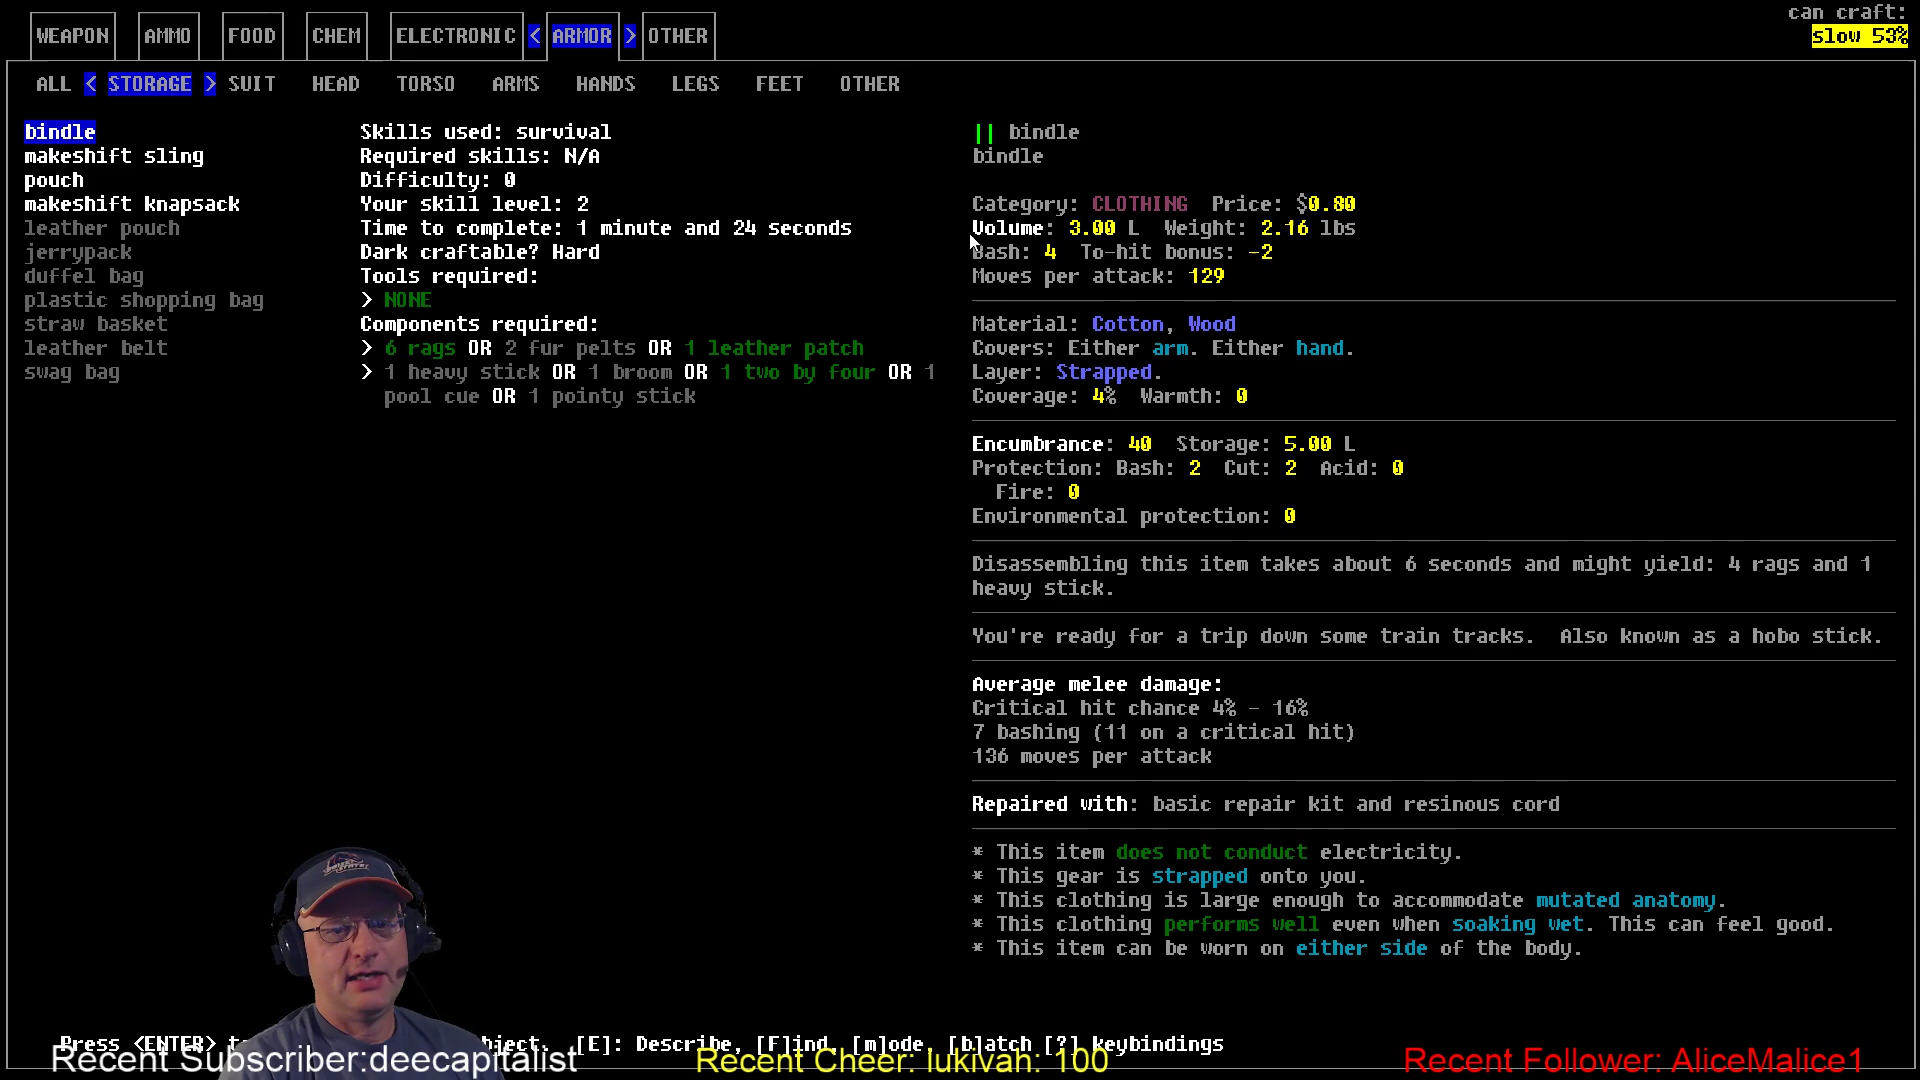 can craft:
WEAPON AMMO FOOD CHEM ELECTRONIC < ARMOR > OTHER
slow 53%
ALL < STORAGE > SUIT HEAD TORSO ARMS HANDS LEGS FEET OTHER
bindle
makeshift sling
pouch
makeshift knapsack
leather pouch
jerrypack
duffel bag
plastic shopping bag
straw basket
leather belt
swag bag
Skills used: survival
Required skills: N/A
Difficulty: 0
Your skill level: 2
Time to complete: 1 minute and 24 seconds
Dark craftable? Hard
Tools required:
> NONE
Components required:
> 6 rags OR 2 fur pelts OR 1 leather patch
> 1 heavy stick OR 1 broom OR 1 two by four OR 1
pool cue OR 1 pointy stick
|| bindle
bindle
Category: CLOTHING Price: $0.80
Volume: 3.00 L Weight: 2.16 lbs
Bash: 4 To-hit bonus: -2
Moves per attack: 129
Material: Cotton, Wood
Covers: Either arm. Either hand.
Layer: Strapped.
Coverage: 4% Warmth: 0
Encumbrance: 40 Storage: 5.00 L
Protection: Bash: 2 Cut: 2 Acid: 0
Fire: 0
Environmental protection: 0
Disassembling this item takes about 6 seconds and might yield: 4 rags and 1
heavy stick.
You're ready for a trip down some train tracks. Also known as a hobo stick.
Average melee damage:
Critical hit chance 4% - 16%
7 bashing (11 on a critical hit)
136 moves per attack
Repaired with: basic repair kit and resinous cord
* This item does not conduct electricity.
* This gear is strapped onto you.
* This clothing is large enough to accommodate mutated anatomy.
* This clothing performs well even when soaking wet. This can feel good.
* This item can be worn on either side of the body.
Press <ENTER> [E]: Describe, [F]ind, [m]ode, [b]atch [?] keybindings
Recent Subscriber:deecapitalist
Recent Cheer: lukivah: 100
Recent Follower: AliceMalice1